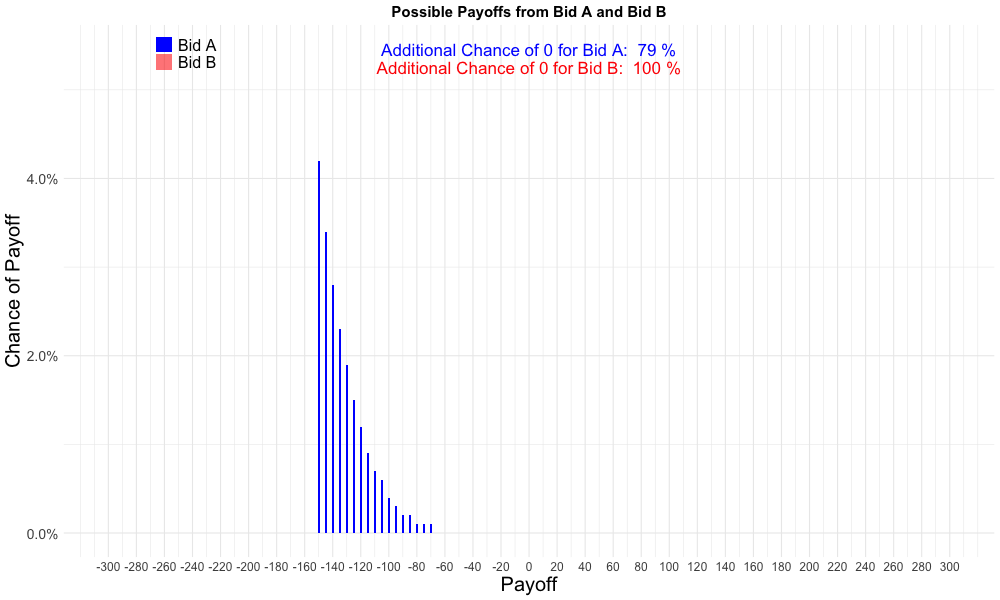 Possible Payoffs from Bid A and Bid B
Bid A
Bid B
Additional Chance of 0 for Bid A:  79 %
Additional Chance of 0 for Bid B:  100 %
Chance of Payoff
4.0%
2.0%
0.0%
-300 -280 -260 -240 -220 -200 -180 -160 -140 -120 -100 -80 -60 -40 -20 0 20 40 60 80 100 120 140 160 180 200 220 240 260 280 300
Payoff